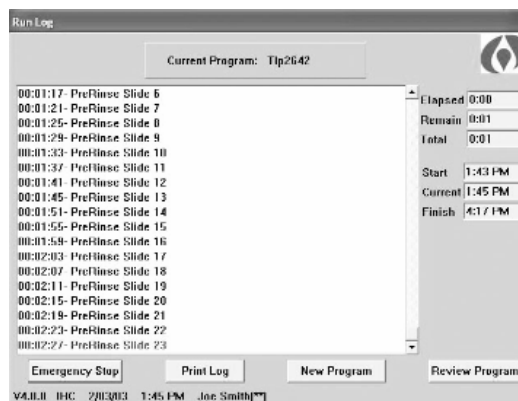 Run Log
Current Program: Tlp2642
00:01:17- PreRinse Slide 6
00:01:21- PreRinse Slide 7
00:01:25- PreRinse Slide 8
00:01:29- PreRinse Slide 9
00:01:33- PreRinse Slide 10
00:01:37- PreRinse Slide 11
00:01:41- PreRinse Slide 12
00:01:45- PreRinse Slide 13
00:01:51- PreRinse Slide 14
00:01:55- PreRinse Slide 15
00:01:59- PreRinse Slide 16
00:02:03- PreRinse Slide 17
00:02:07- PreRinse Slide 18
00:02:11- PreRinse Slide 19
00:02:15- PreRinse Slide 20
00:02:19- PreRinse Slide 21
00:02:23- PreRinse Slide 22
00:02:27- PreRinse Slide 23
Elapsed 0:00
Remain 0:01
Total 0:01
Start 1:43 PM
Current 1:45 PM
Finish 4:17 PM
Emergency Stop Print Log New Program Review Program
V4.0.0 IHC 2/03/03 1:45 PM Joe Smith[**]